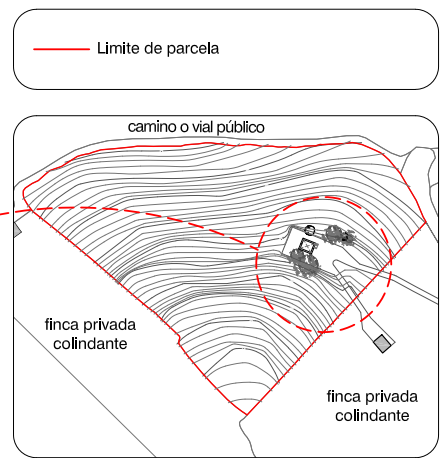 Limite de parcela
camino o vial público
finca privada
colindante
finca privada
colindante